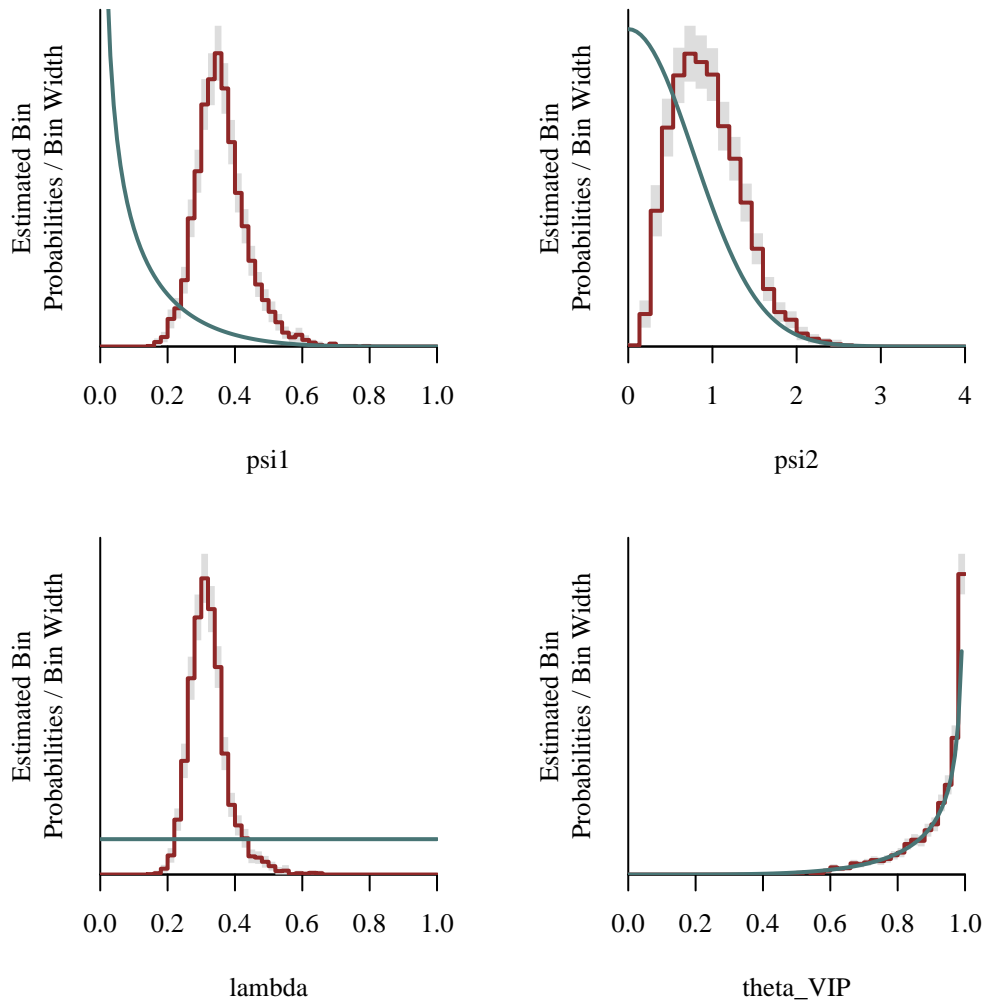 Estimated Bin
Probabilities / Bin Width
0.0 0.2 0.4 0.6 0.8 1.0
psi1
Estimated Bin
Probabilities / Bin Width
0 1 2 3 4
psi2
Estimated Bin
Probabilities / Bin Width
0.0 0.2 0.4 0.6 0.8 1.0
lambda
Estimated Bin
Probabilities / Bin Width
0.0 0.2 0.4 0.6 0.8 1.0
theta_VIP